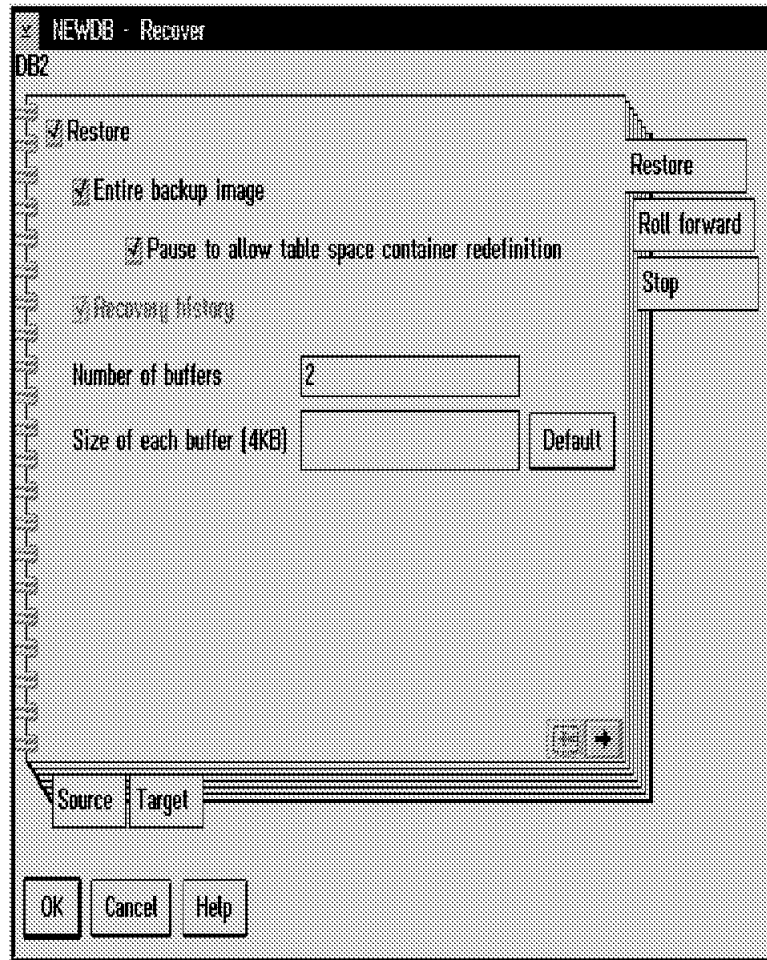 NEWDB - Recover
DB2
Restore
Restore
Entire backup image
Roll forward
Pause to allow table space container redefinition
Stop
Recovery history
Number of buffers 2
Size of each buffer (4KB) Default
Source Target
OK Cancel Help